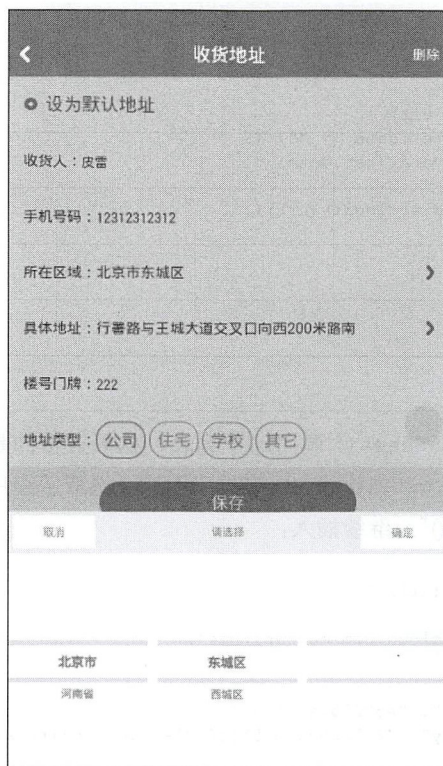 收货地址 删除
设为默认地址
收货人：皮雷
手机号码：12312312312
所在区域：北京市东城区
具体地址：行署路与王城大道交叉口向西200米路南
楼号门牌：222
地址类型：公司 住宅 学校 其它
保存
取消 请选择 确定
北京市 东城区
河南省 西城区